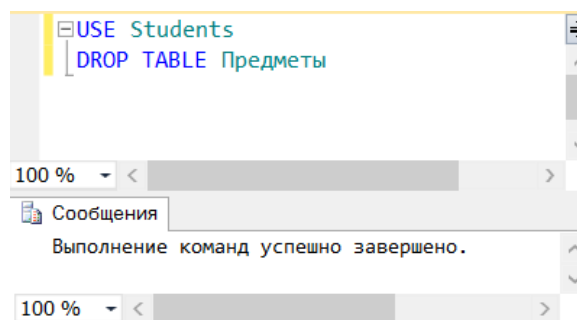 USE Students
DROP TABLE Предметы
100 %
Сообщения
Выполнение команд успешно завершено.
100 %